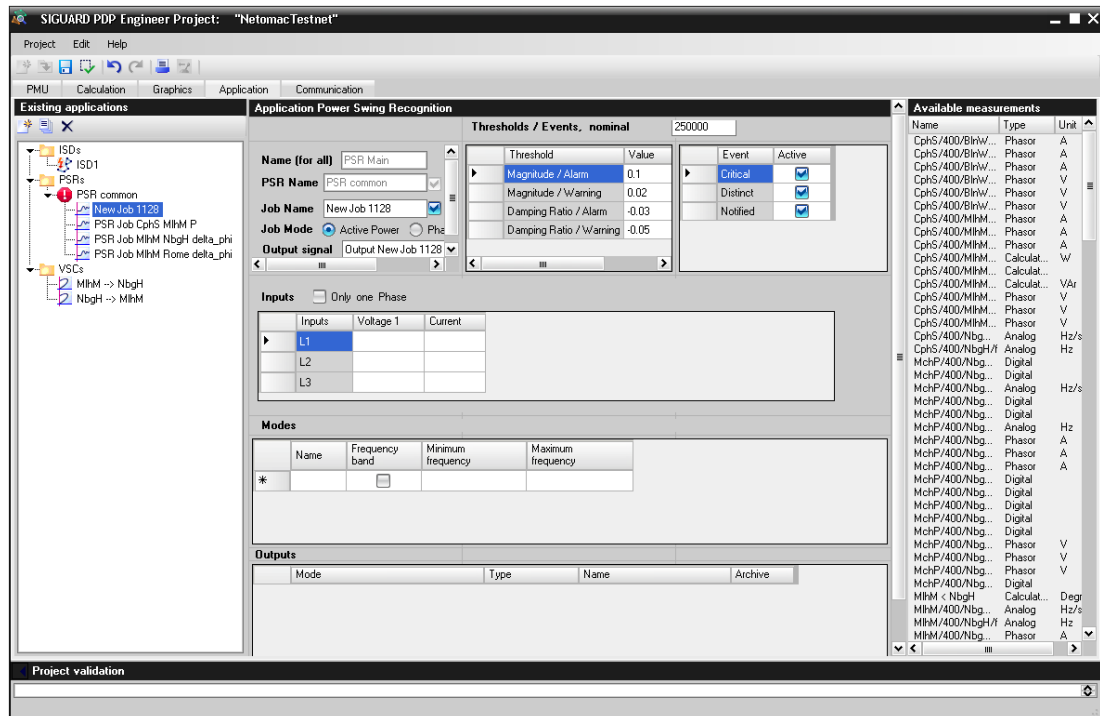 SIGUARD PDP Engineer Project: "NetomacTestnet"
Project Edit Help
PMU Calculation Graphics Application Communication
Existing applications
ISDs
ISD1
PSRs
PSR common
New Job 1128
PSR Job CphS MlhM P
PSR Job MlhM NbgH delta_phi
PSR Job MlhM Rome delta_phi
VSCs
MlhM --> NbgH
NbgH --> MlhM
Application Power Swing Recognition
Thresholds / Events, nominal 250000
Name (for all) PSR Main
PSR Name PSR common
Job Name New Job 1128
Job Mode Active Power Pha
Output signal Output New Job 1128
Threshold Value
Magnitude / Alarm 0.1
Magnitude / Warning 0.02
Damping Ratio / Alarm -0.03
Damping Ratio / Warning -0.05
Event Active
Critical
Distinct
Notified
Inputs Only one Phase
Inputs Voltage 1 Current
L1
L2
L3
Modes
Name Frequency band Minimum frequency Maximum frequency
*
Outputs
Mode Type Name Archive
Available measurements
Name Type Unit
CphS/400/BlnW... Phasor A
CphS/400/BlnW... Phasor A
CphS/400/BlnW... Phasor A
CphS/400/BlnW... Phasor V
CphS/400/BlnW... Phasor V
CphS/400/BlnW... Phasor V
CphS/400/MlhM... Phasor A
CphS/400/MlhM... Phasor A
CphS/400/MlhM... Phasor A
CphS/400/MlhM... Calculat... W
CphS/400/MlhM... Calculat...
CphS/400/MlhM... Calculat... VAr
CphS/400/MlhM... Phasor V
CphS/400/MlhM... Phasor V
CphS/400/MlhM... Phasor V
CphS/400/Nbg... Analog Hz/s
CphS/400/NbgH/f Analog Hz
MchP/400/Nbg... Digital
MchP/400/Nbg... Digital
MchP/400/Nbg... Analog Hz/s
MchP/400/Nbg... Digital
MchP/400/Nbg... Digital
MchP/400/Nbg... Analog Hz
MchP/400/Nbg... Phasor A
MchP/400/Nbg... Phasor A
MchP/400/Nbg... Phasor A
MchP/400/Nbg... Digital
MchP/400/Nbg... Digital
MchP/400/Nbg... Digital
MchP/400/Nbg... Digital
MchP/400/Nbg... Digital
MchP/400/Nbg... Phasor V
MchP/400/Nbg... Phasor V
MchP/400/Nbg... Phasor V
MchP/400/Nbg... Digital
MlhM < NbgH Calculat... Degr
MlhM/400/Nbg... Analog Hz/s
MlhM/400/NbgH/f Analog Hz
MlhM/400/Nbg... Phasor A
Project validation